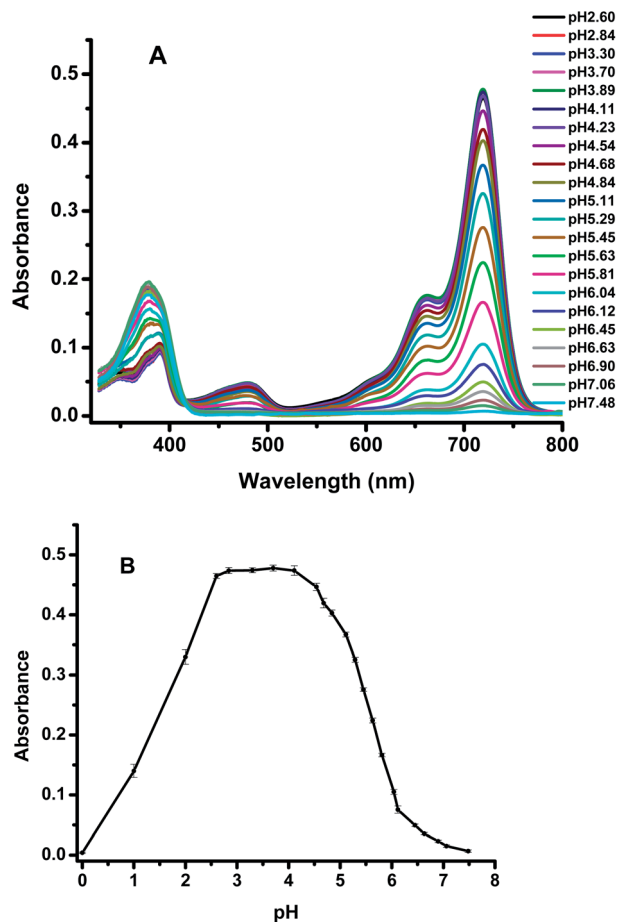 A
pH2.60
pH2.84
pH3.30
pH3.70
pH3.89
pH4.11
pH4.23
pH4.54
pH4.68
pH4.84
pH5.11
pH5.29
pH5.45
pH5.63
pH5.81
pH6.04
pH6.12
pH6.45
pH6.63
pH6.90
pH7.06
pH7.48
Absorbance
0.5
0.4
0.3
0.2
0.1
0.0
400 500 600 700 800
Wavelength (nm)
B
Absorbance
0.5
0.4
0.3
0.2
0.1
0.0
0 1 2 3 4 5 6 7 8
pH